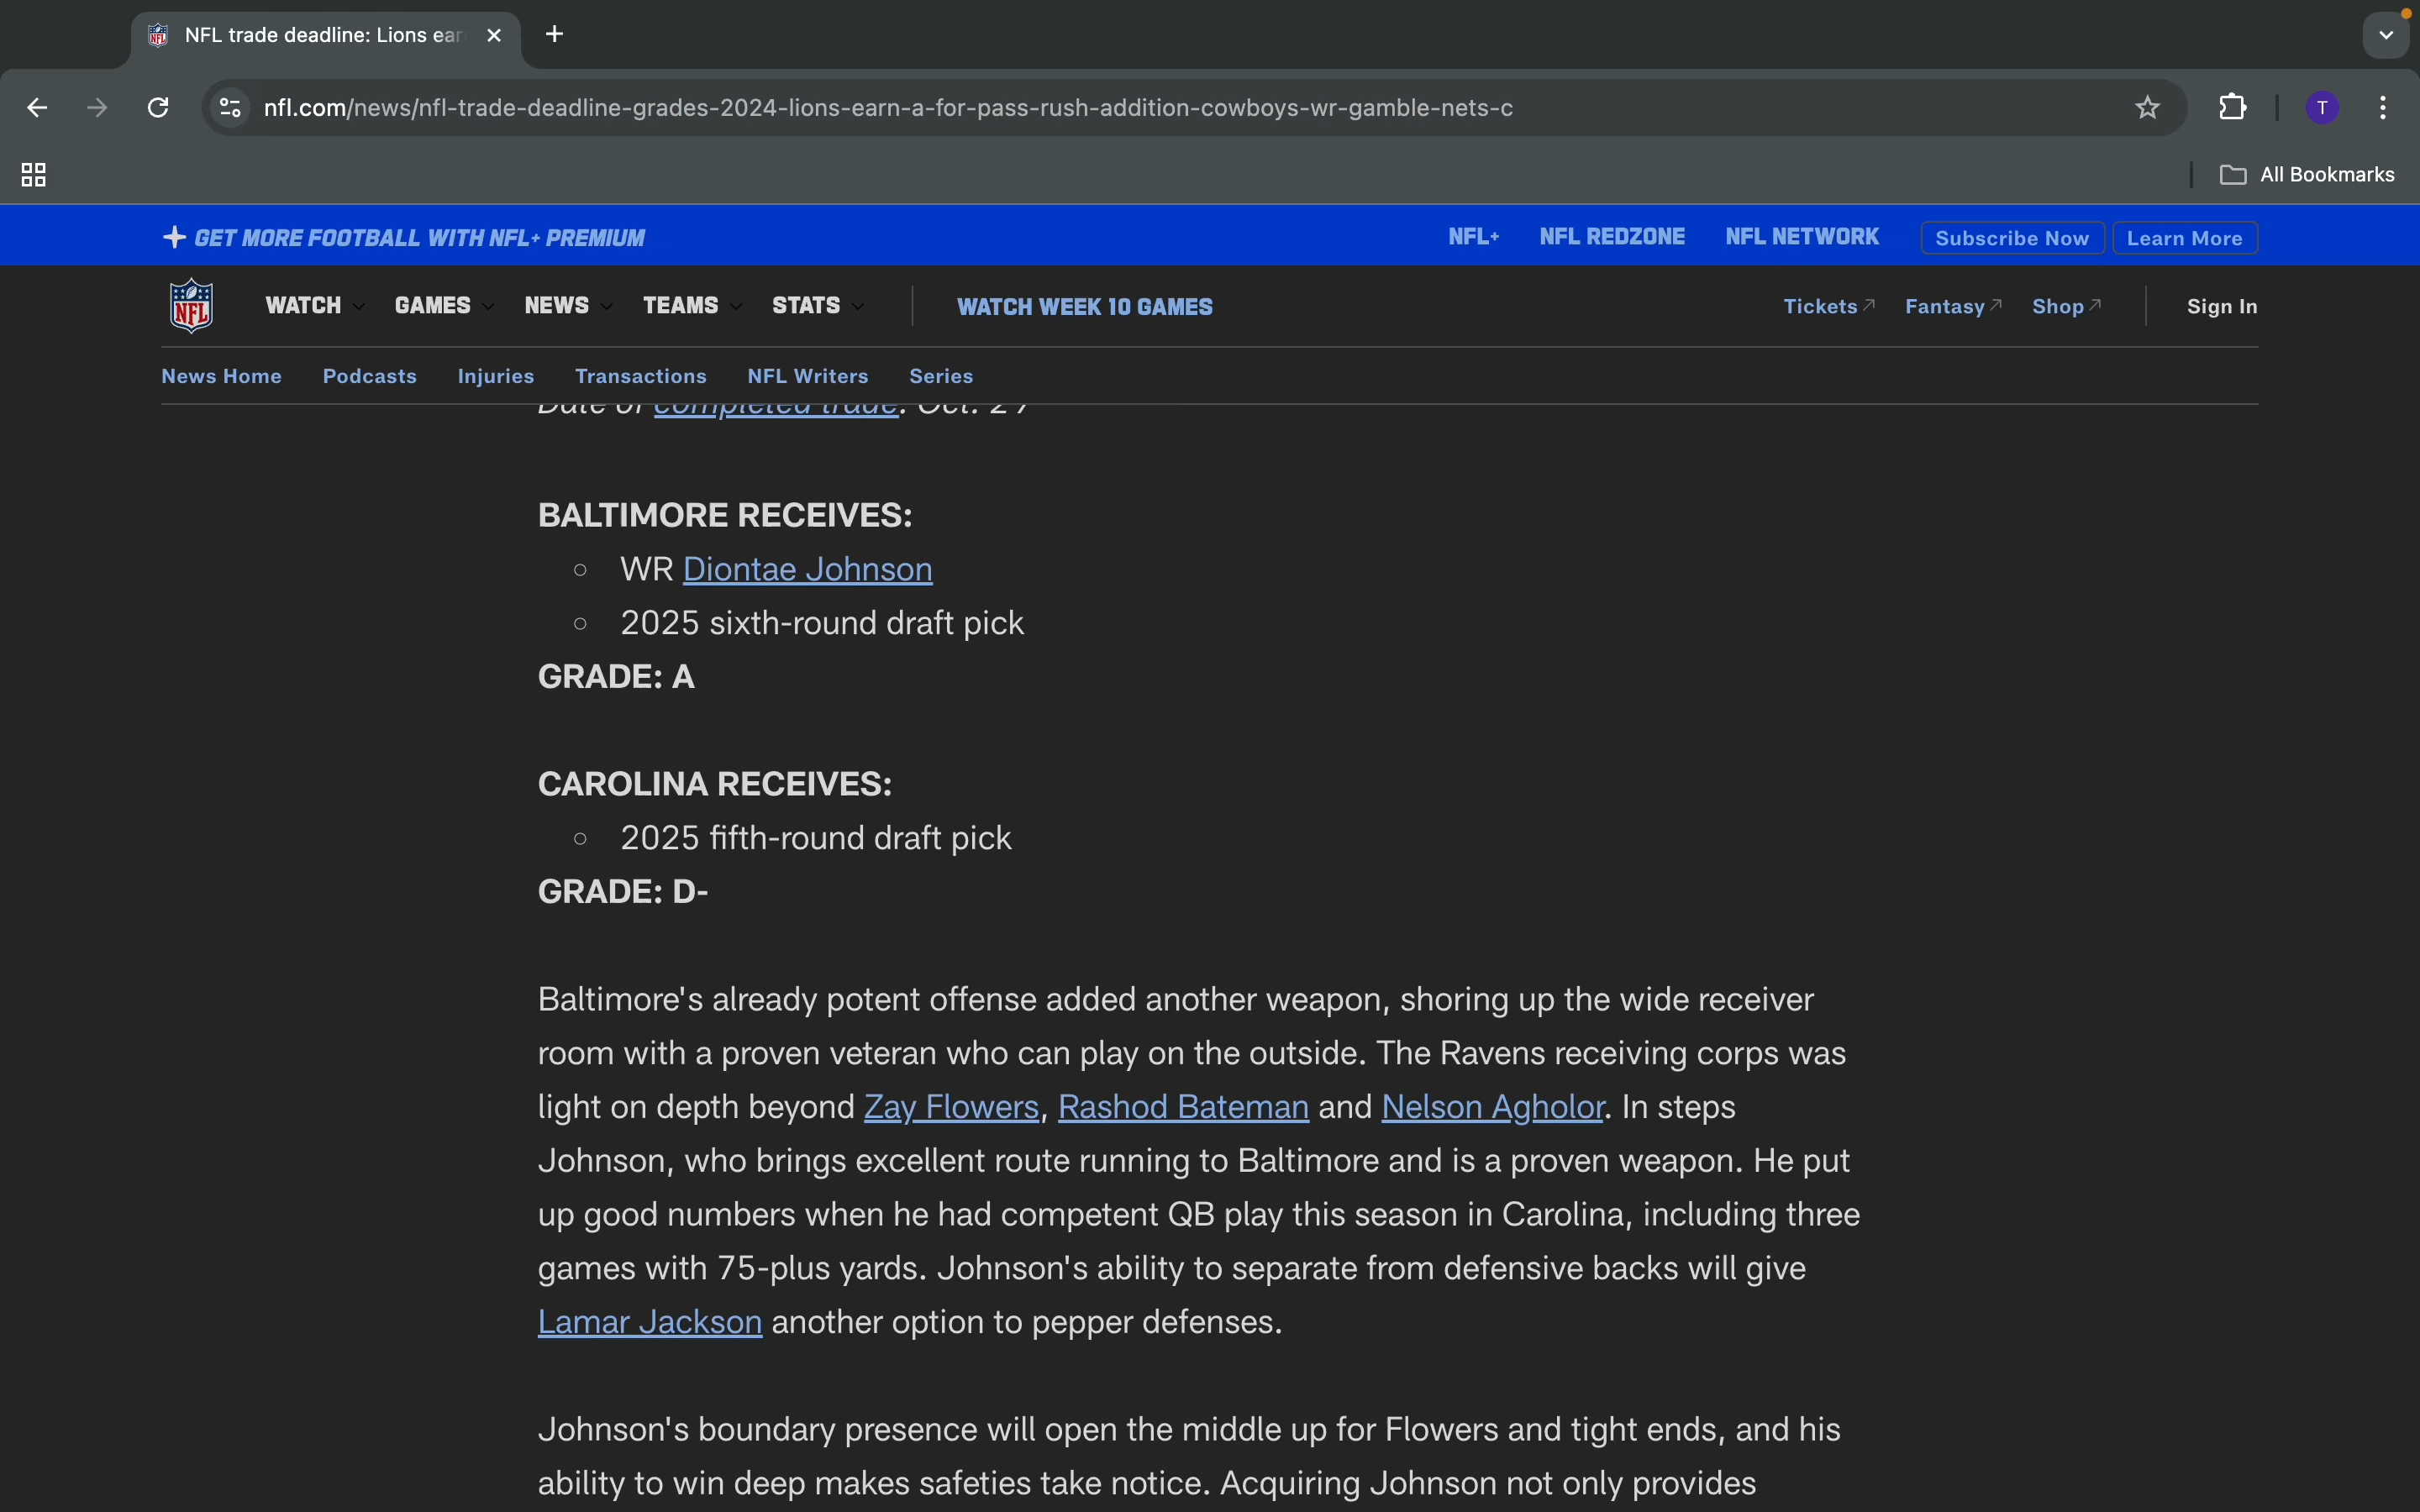 NFL trade deadline: Lions ear
nfl.com/news/nfl-trade-deadline-grades-2024-lions-earn-a-for-pass-rush-addition-cowboys-wr-gamble-nets-c
T
All Bookmarks
GET MORE FOOTBALL WITH NFL+ PREMIUM
NFL+ NFL REDZONE NFL NETWORK Subscribe Now Learn More
NFL WATCH GAMES NEWS TEAMS STATS WATCH WEEK 10 GAMES Tickets Fantasy Shop Sign In
News Home Podcasts Injuries Transactions NFL Writers Series
Date of completed trade: Oct. 29
BALTIMORE RECEIVES:
WR Diontae Johnson
2025 sixth-round draft pick
GRADE: A
CAROLINA RECEIVES:
2025 fifth-round draft pick
GRADE: D-
Baltimore's already potent offense added another weapon, shoring up the wide receiver
room with a proven veteran who can play on the outside. The Ravens receiving corps was
light on depth beyond Zay Flowers, Rashod Bateman and Nelson Agholor. In steps
Johnson, who brings excellent route running to Baltimore and is a proven weapon. He put
up good numbers when he had competent QB play this season in Carolina, including three
games with 75-plus yards. Johnson's ability to separate from defensive backs will give
Lamar Jackson another option to pepper defenses.
Johnson's boundary presence will open the middle up for Flowers and tight ends, and his
ability to win deep makes safeties take notice. Acquiring Johnson not only provides